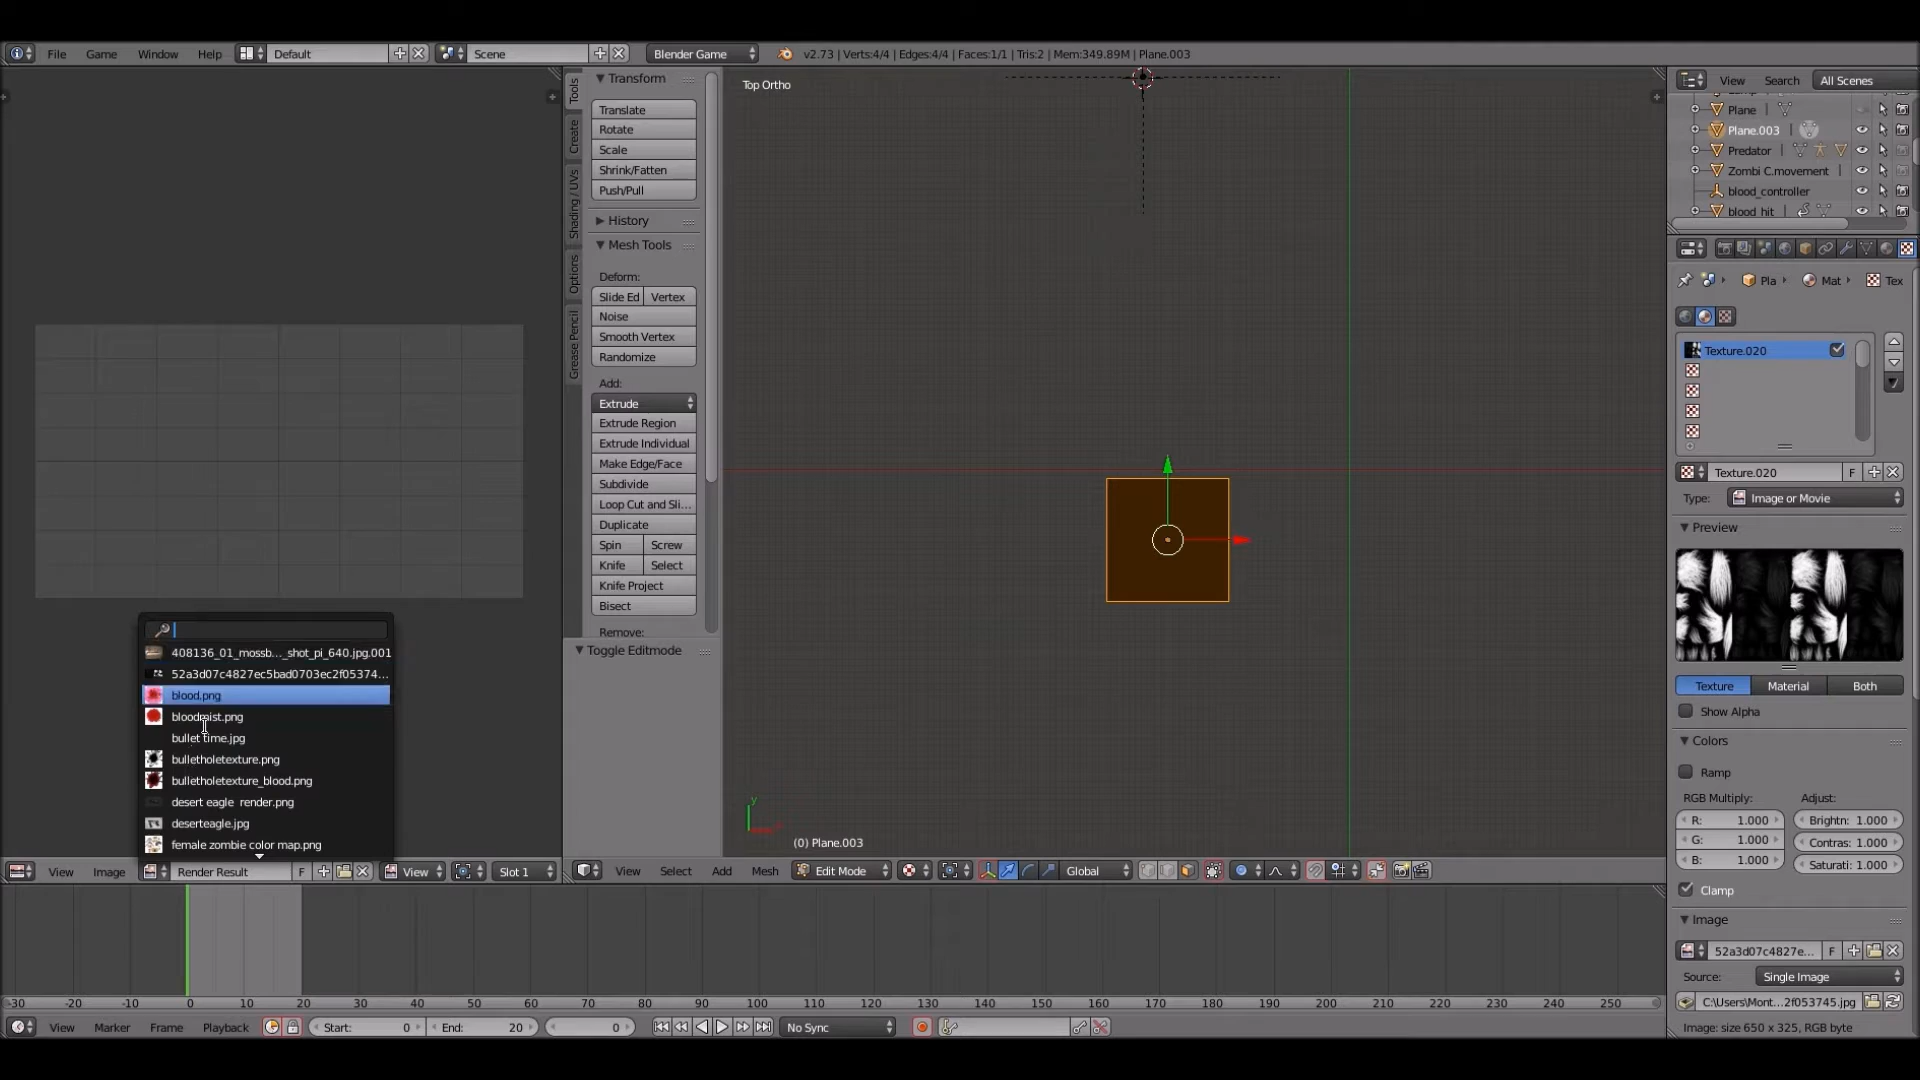 File Game Window Help Default Scene Blender Game v2.73 | Verts:4/4 | Edges:4/4 | Faces:1/1 | Tris:2 | Mem:349.89M | Plane.003
Tools
Create
Shading / UVs
Options
Grease Pencil
Transform
Translate
Rotate
Scale
Shrink/Fatten
Push/Pull
History
Mesh Tools
Deform:
Slide Ed Vertex
Noise
Smooth Vertex
Randomize
Add:
Extrude
Extrude Region
Extrude Individual
Make Edge/Face
Subdivide
Loop Cut and Sli...
Duplicate
Spin Screw
Knife Select
Knife Project
Bisect
Remove:
Toggle Editmode
Top Ortho
y
(0) Plane.003
View Search All Scenes
Plane
Plane.003
Predator
Zombi C.movement
blood_controller
blood hit
Pla Mat Tex
Texture.020
Texture.020 F
Type: Image or Movie
Preview
Texture Material Both
Show Alpha
Colors
Ramp
RGB Multiply: Adjust:
R: 1.000 Brightn: 1.000
G: 1.000 Contras: 1.000
B: 1.000 Saturati: 1.000
Clamp
Image
52a3d07c4827e... F
Source: Single Image
C:\Users\Mont...2f053745.jpg
Image: size 650 x 325, RGB byte
408136_01_mossb..._shot_pi_640.jpg.001
52a3d07c4827ec5bad0703ec2f05374...
blood.png
bloodmist.png
bullet time.jpg
bulletholetexture.png
bulletholetexture_blood.png
desert eagle render.png
deserteagle.jpg
female zombie color map.png
View Image Render Result F View Slot 1
View Select Add Mesh Edit Mode Global
-30 -20 -10 0 10 20 30 40 50 60 70 80 90 100 110 120 130 140 150 160 170 180 190 200 210 220 230 240 250
View Marker Frame Playback Start: 0 End: 20 0 No Sync